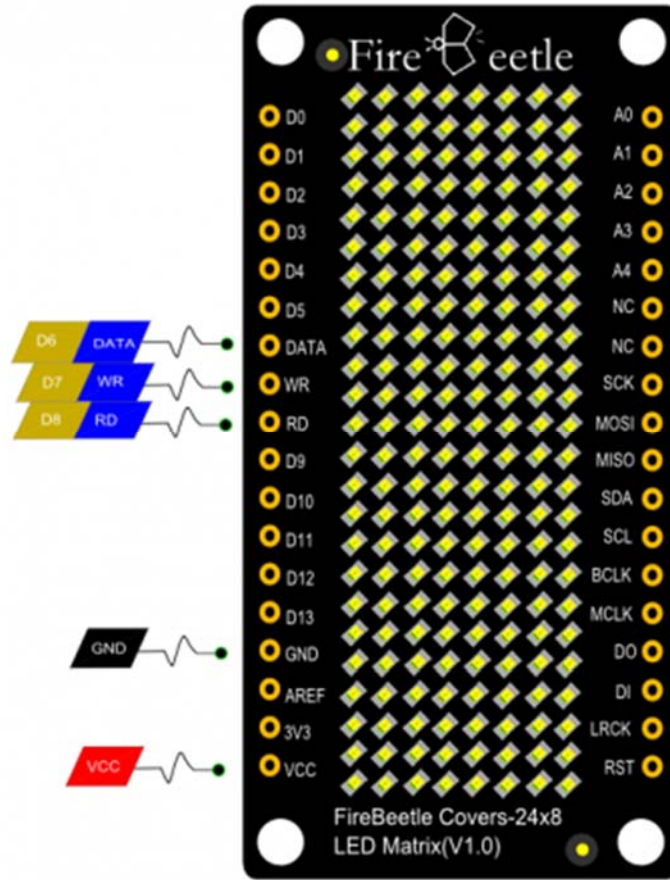 Fire eetle
D0 A0
D1 A1
D2 A2
D3 A3
D4 A4
D5 NC
D6 DATA DATA NC
D7 WR WR SCK
D8 RD RD MOSI
D9 MISO
D10 SDA
D11 SCL
D12 BCLK
D13 MCLK
GND GND DO
AREF DI
3V3 LRCK
VCC VCC RST
FireBeetle Covers-24x8
LED Matrix(V1.0)